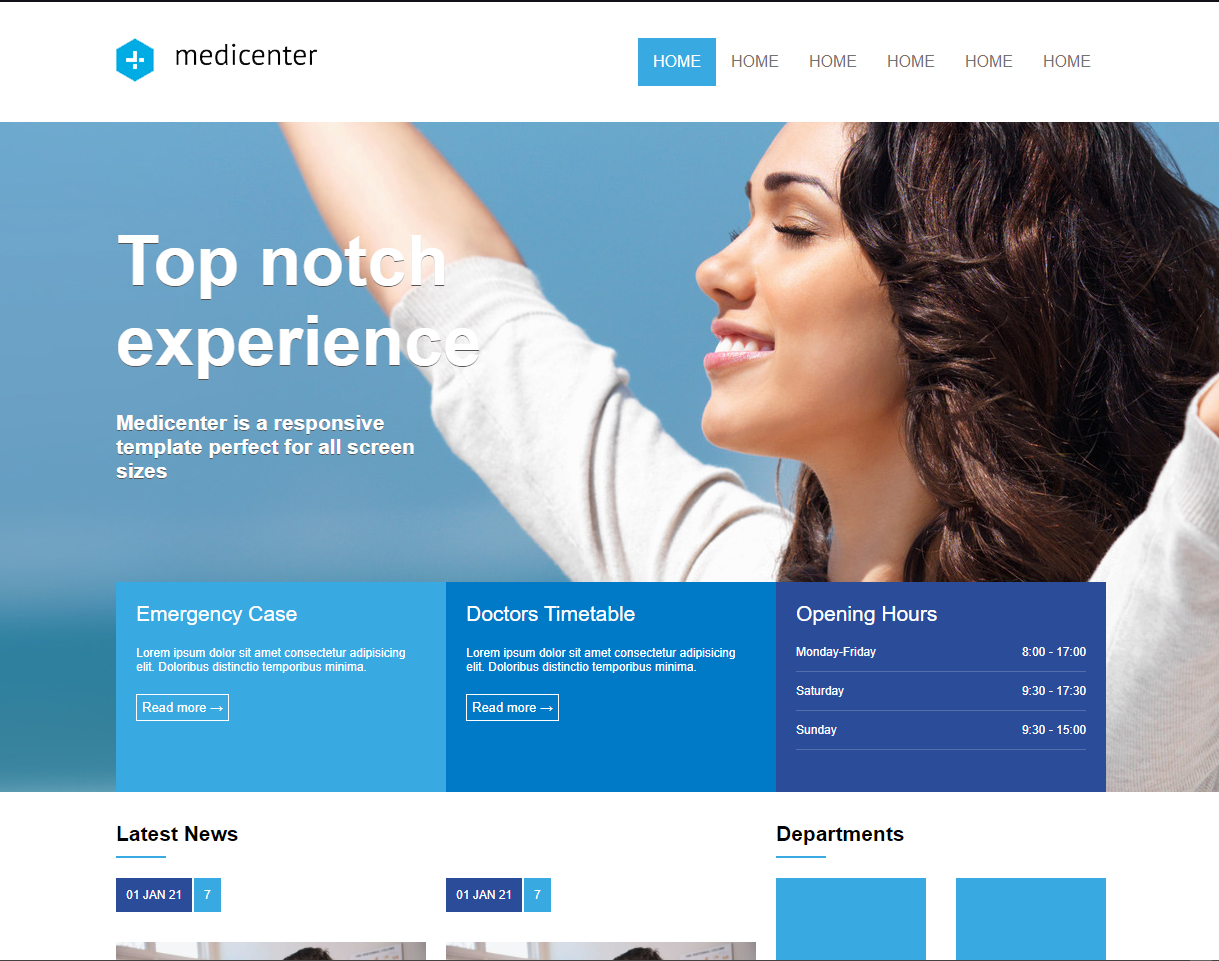 medicenter
HOME HOME HOME HOME HOME HOME
Top notch
experience
Medicenter is a responsive
template perfect for all screen
sizes
Emergency Case
Lorem ipsum dolor sit amet consectetur adipisicing
elit. Doloribus distinctio temporibus minima.
Read more →
Doctors Timetable
Lorem ipsum dolor sit amet consectetur adipisicing
elit. Doloribus distinctio temporibus minima.
Read more →
Opening Hours
Monday-Friday 8:00 - 17:00
Saturday 9:30 - 17:30
Sunday 9:30 - 15:00
Latest News
01 JAN 21 7
01 JAN 21 7
Departments